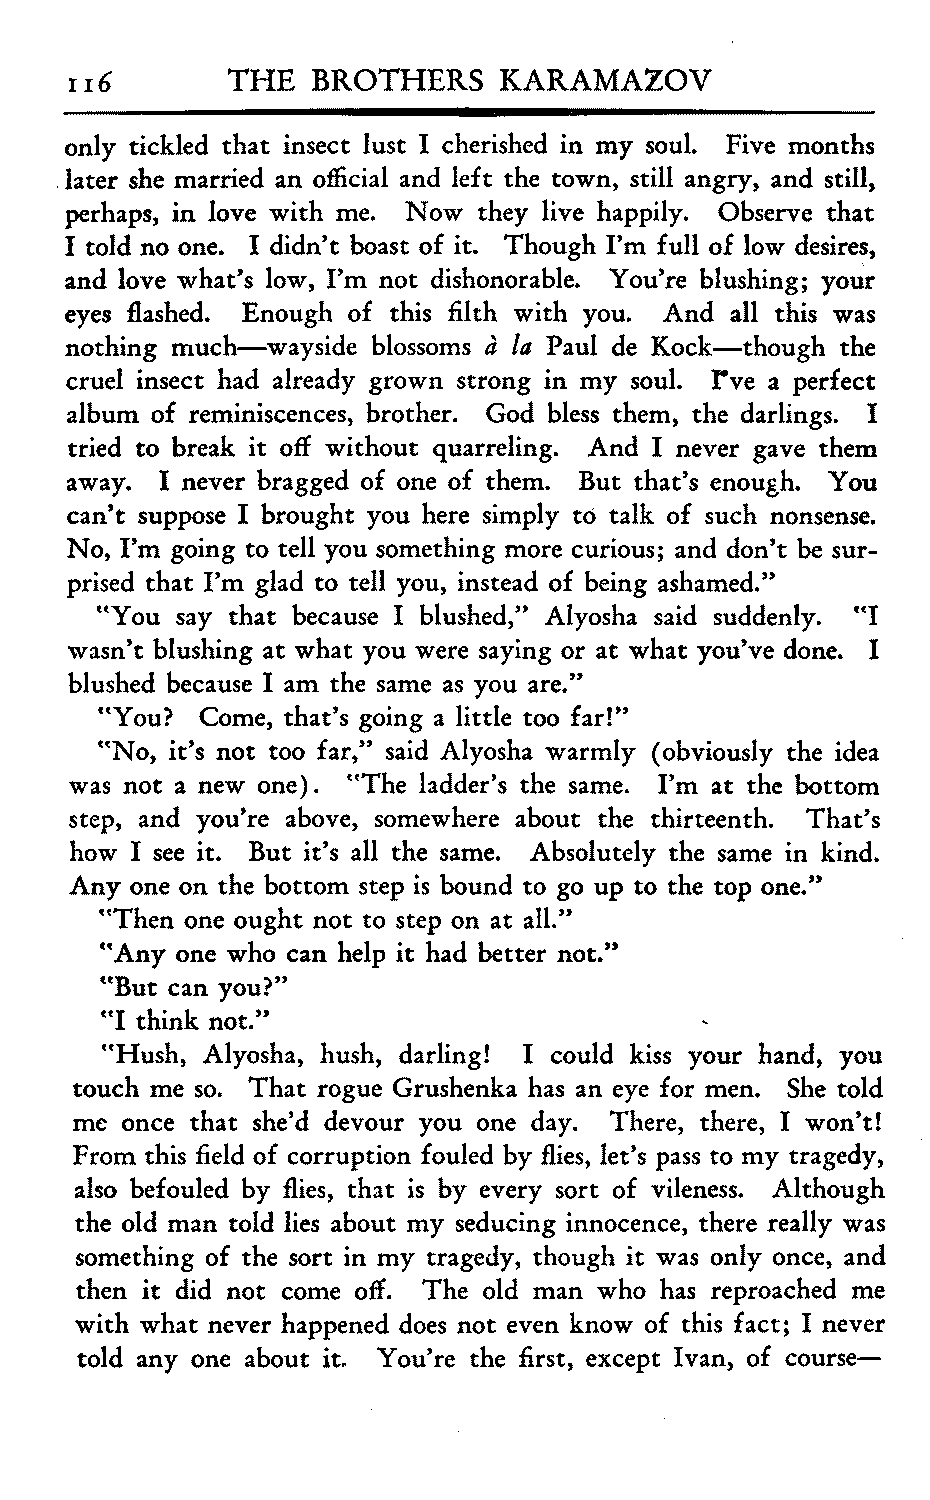 116 THE BROTHERS KARAMAZOV
only tickled that insect lust I cherished in my soul. Five months
later she married an official and left the town, still angry, and still,
perhaps, in love with me. Now they live happily. Observe that
I told no one. I didn't boast of it. Though I'm full of low desires,
and love what's low, I'm not dishonorable. You're blushing; your
eyes flashed. Enough of this filth with you. And all this was
nothing much—wayside blossoms à la Paul de Kock—though the
cruel insect had already grown strong in my soul. I've a perfect
album of reminiscences, brother. God bless them, the darlings. I
tried to break it off without quarreling. And I never gave them
away. I never bragged of one of them. But that's enough. You
can't suppose I brought you here simply to talk of such nonsense.
No, I'm going to tell you something more curious; and don't be sur-
prised that I'm glad to tell you, instead of being ashamed."
"You say that because I blushed," Alyosha said suddenly. "I
wasn't blushing at what you were saying or at what you've done. I
blushed because I am the same as you are."
"You? Come, that's going a little too far!"
"No, it's not too far," said Alyosha warmly (obviously the idea
was not a new one). "The ladder's the same. I'm at the bottom
step, and you're above, somewhere about the thirteenth. That's
how I see it. But it's all the same. Absolutely the same in kind.
Any one on the bottom step is bound to go up to the top one."
"Then one ought not to step on at all."
"Any one who can help it had better not."
"But can you?"
"I think not."
"Hush, Alyosha, hush, darling! I could kiss your hand, you
touch me so. That rogue Grushenka has an eye for men. She told
me once that she'd devour you one day. There, there, I won't!
From this field of corruption fouled by flies, let's pass to my tragedy,
also befouled by flies, that is by every sort of vileness. Although
the old man told lies about my seducing innocence, there really was
something of the sort in my tragedy, though it was only once, and
then it did not come off. The old man who has reproached me
with what never happened does not even know of this fact; I never
told any one about it. You're the first, except Ivan, of course—